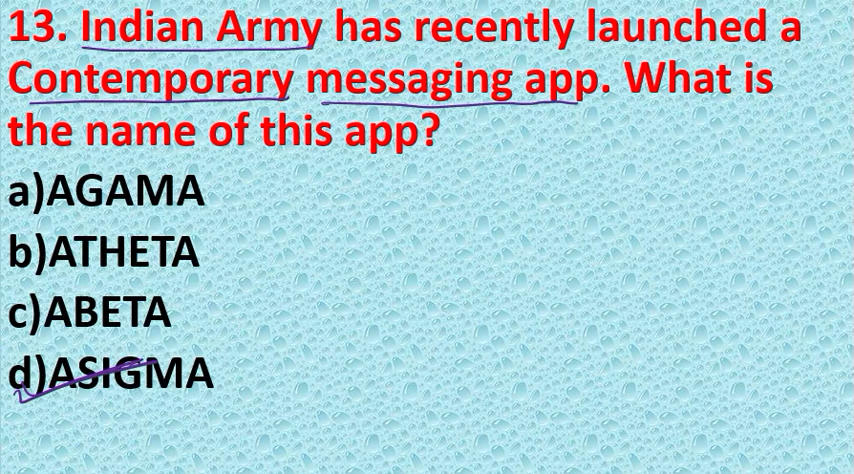 13. Indian Army has recently launched a
Contemporary messaging app. What is
the name of this app?
a)AGAMA
b)ATHETA
c)ABETA
d)ASIGMA